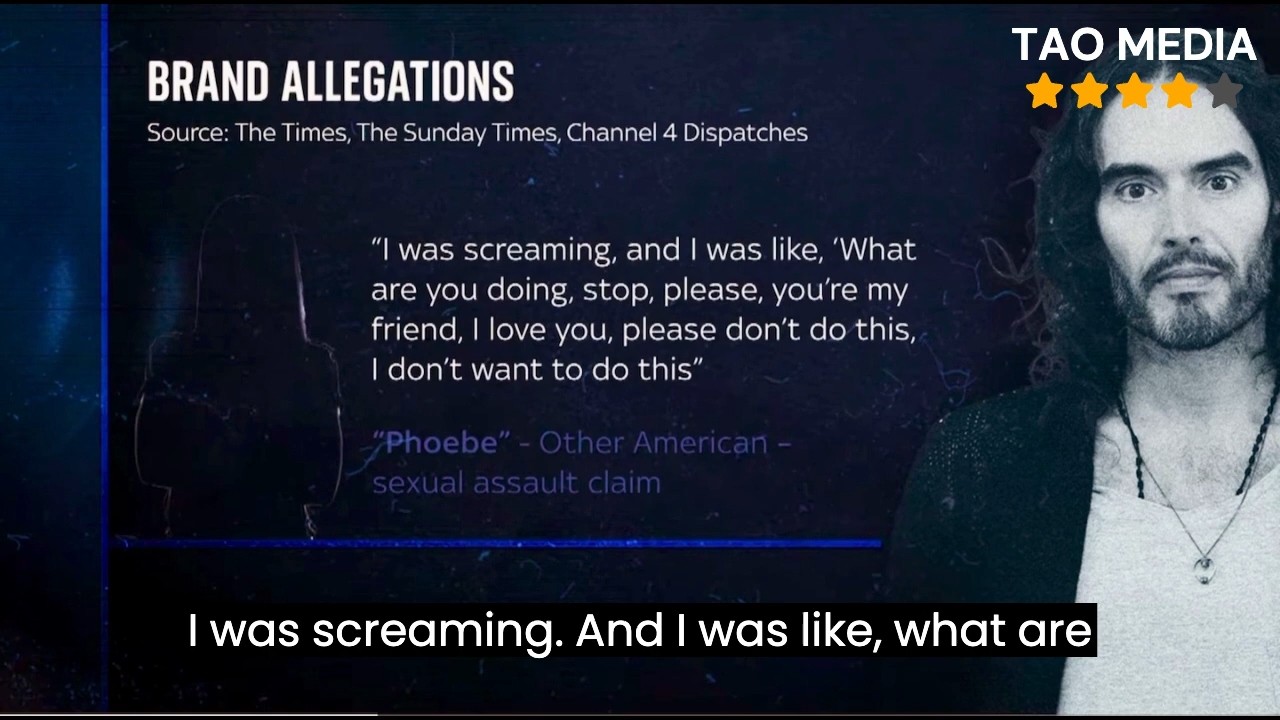 TAO MEDIA
BRAND ALLEGATIONS
Source: The Times, The Sunday Times, Channel 4 Dispatches
“I was screaming, and I was like, ‘What
are you doing, stop, please, you’re my
friend, I love you, please don’t do this,
I don’t want to do this”
“Phoebe” – Other American –
sexual assault claim
I was screaming. And I was like, what are